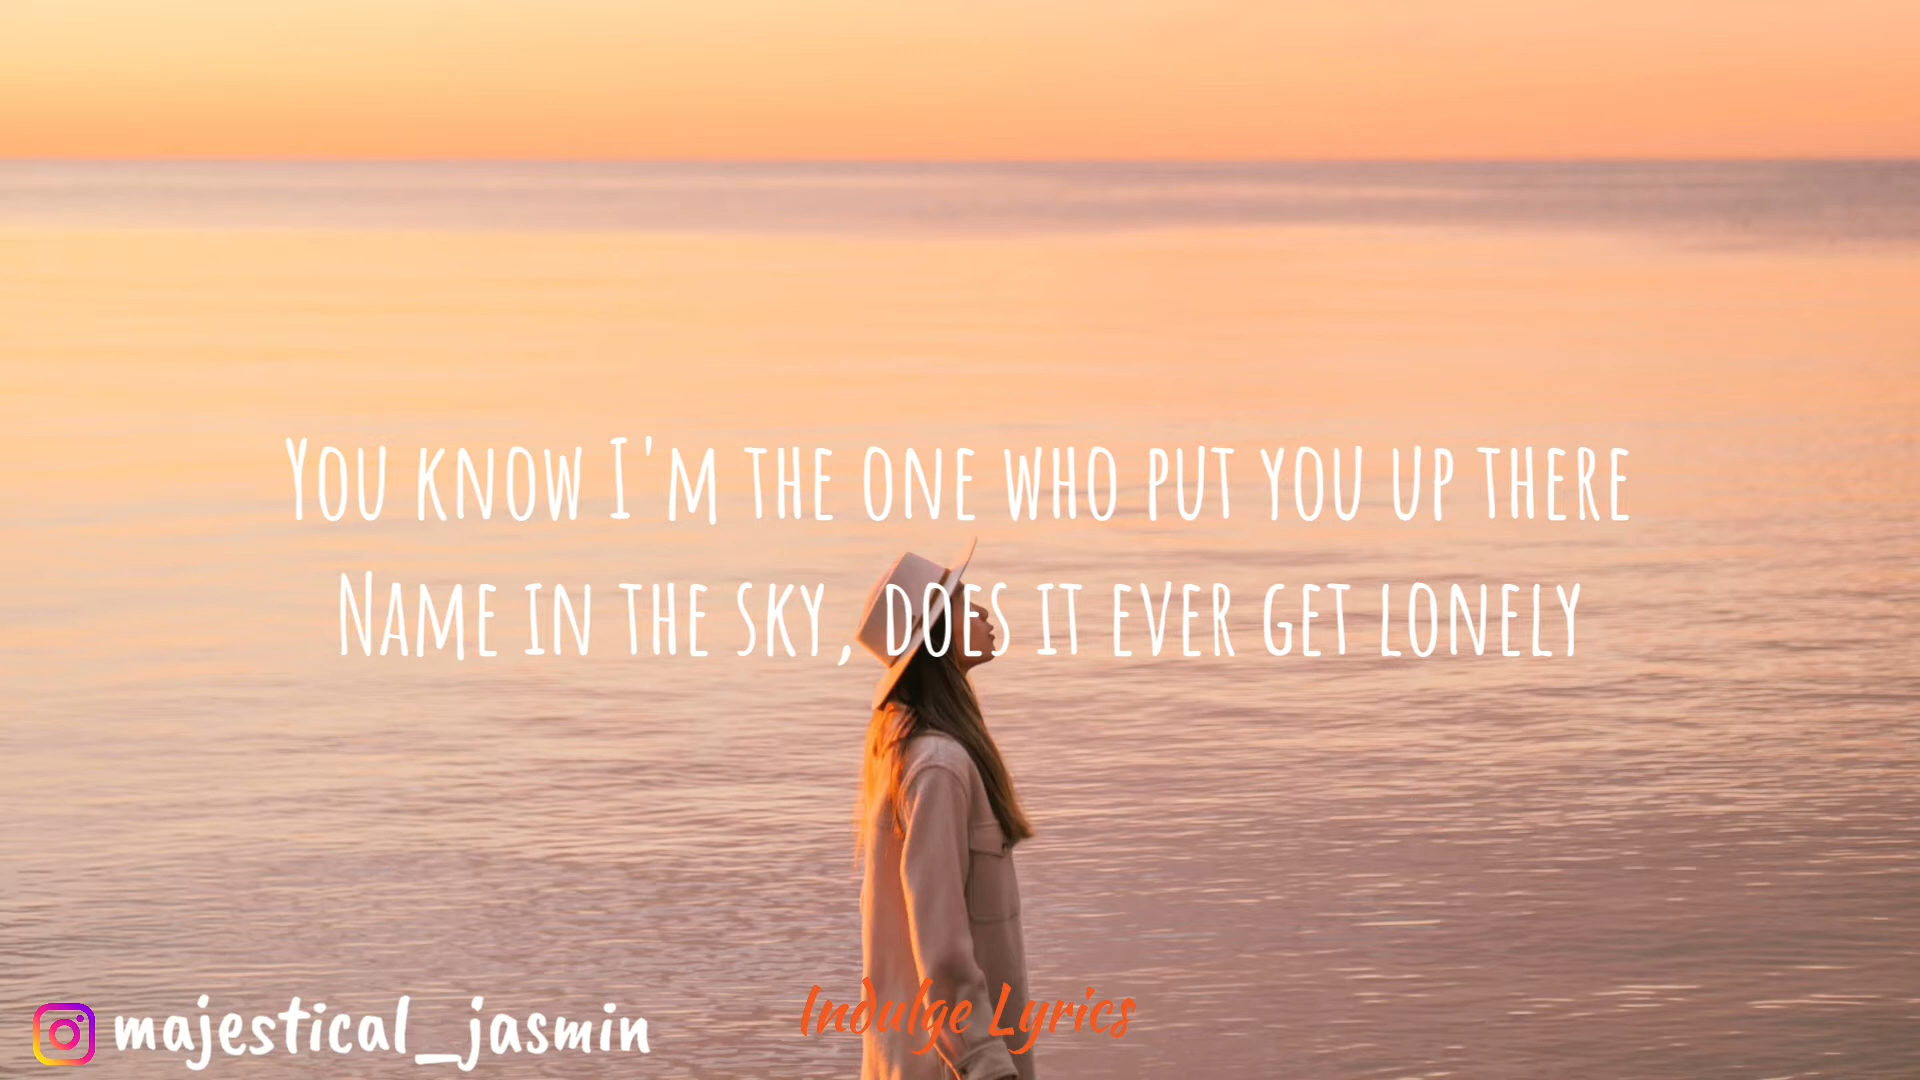 You know I'm the one who put you up there
Name in the sky, does it ever get lonely
majestical_jasmin
Indulge Lyrics